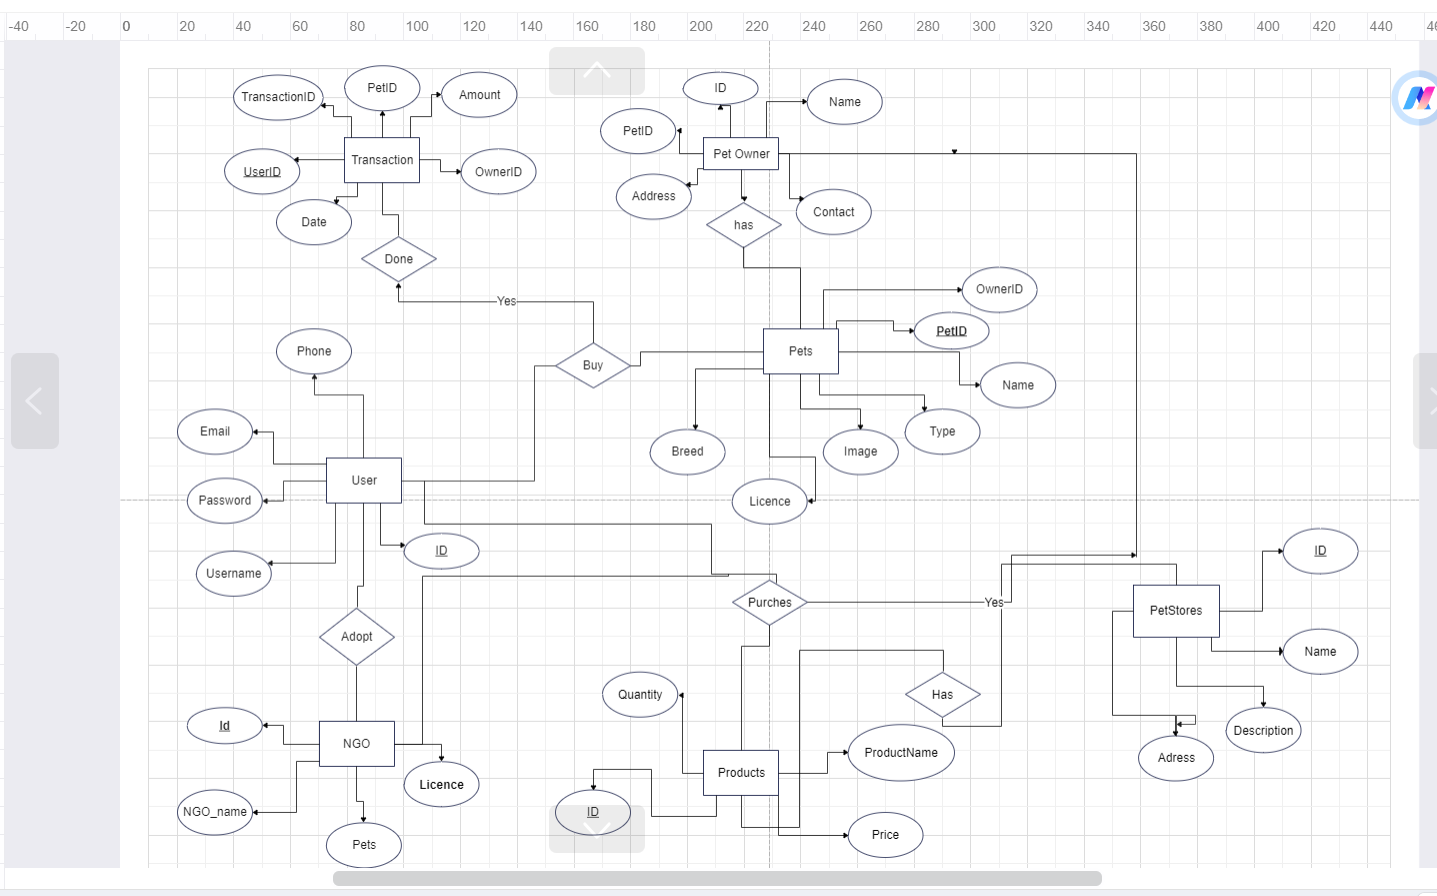 -40 -20 0 20 40 60 80 100 120 140 160 180 200 220 240 260 280 300 320 340 360 380 400 420 440
TransactionID
PetID
Amount
UserID
Transaction
OwnerID
Date
Done
Yes
ID
Name
PetID
Pet Owner
Address
Contact
has
OwnerID
PetID
Pets
Name
Type
Breed
Image
Licence
Buy
Phone
Email
User
Password
Username
ID
Adopt
Purches
Yes
PetStores
ID
Name
Description
Adress
Quantity
Has
Id
NGO
Licence
NGO_name
Pets
Products
ProductName
ID
Price